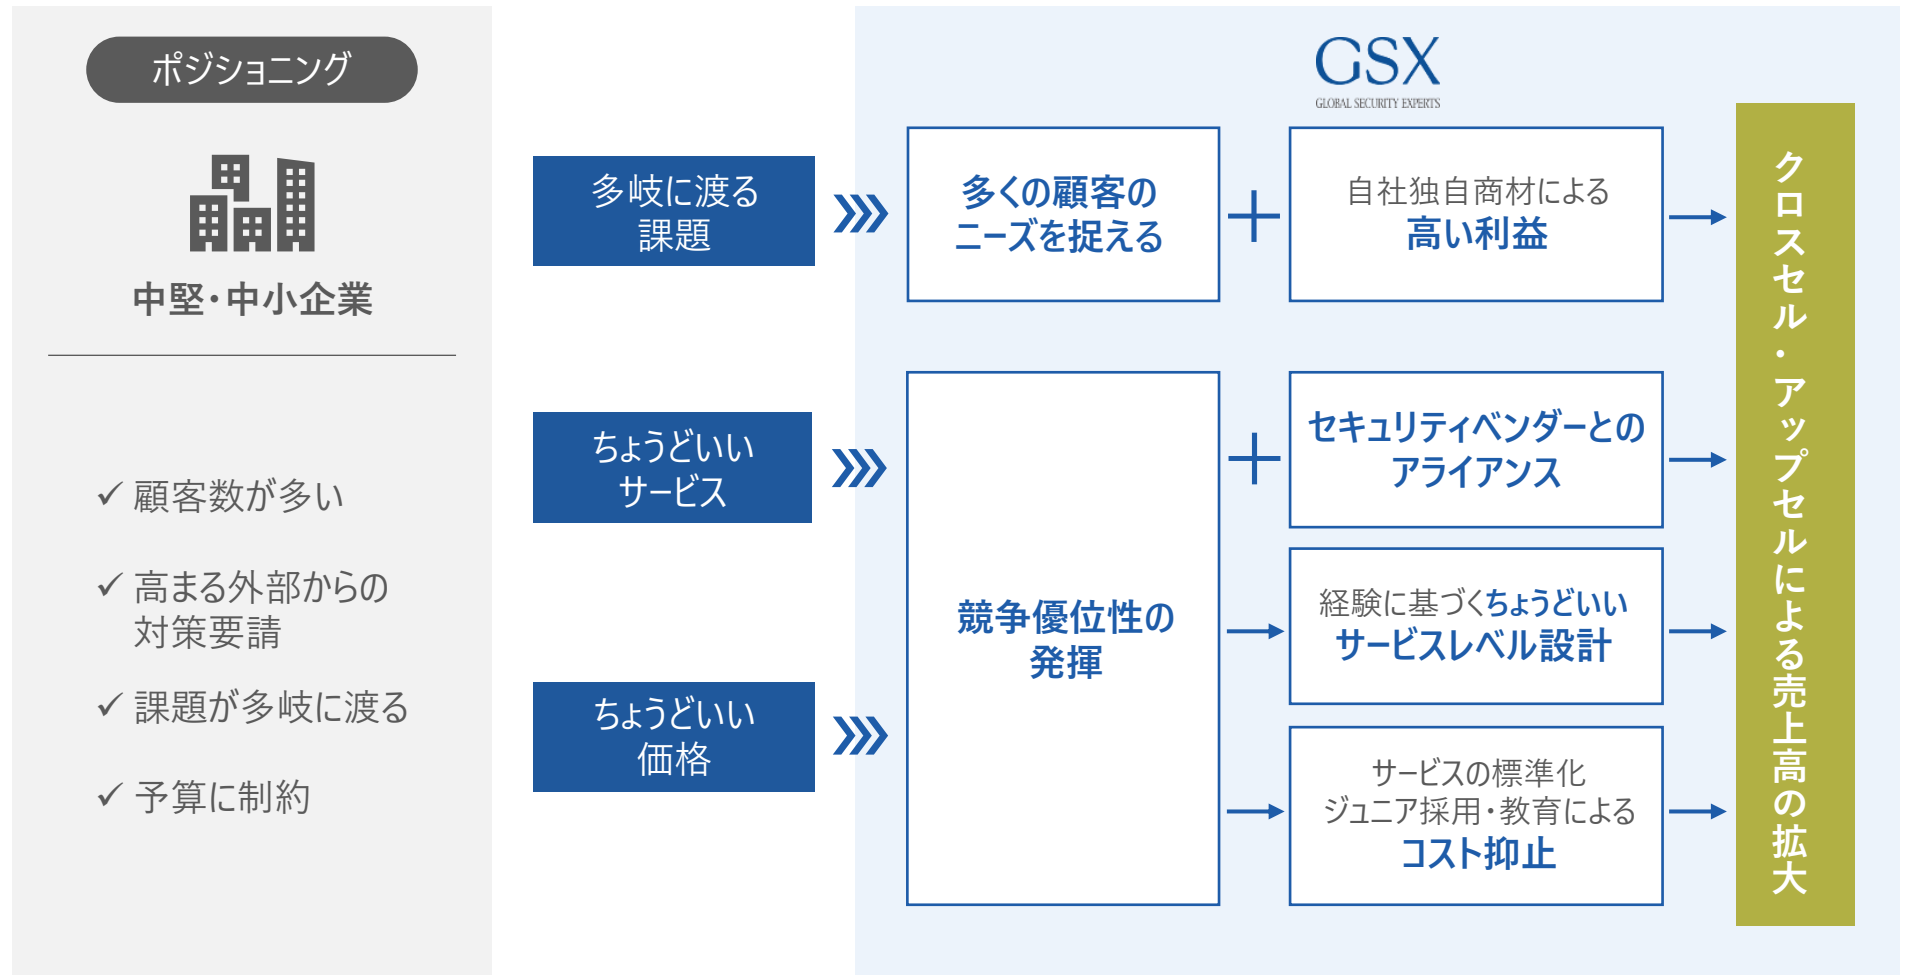 ポジショニング
中堅・中小企業
✓ 顧客数が多い
✓ 高まる外部からの
対策要請
✓ 課題が多岐に渡る
✓ 予算に制約
多岐に渡る
課題
ちょうどいい
サービス
ちょうどいい
価格
GSX
GLOBAL SECURITY EXPERTS
多くの顧客の
ニーズを捉える
自社独自商材による
高い利益
競争優位性の
発揮
セキュリティベンダーとの
アライアンス
経験に基づくちょうどいい
サービスレベル設計
サービスの標準化
ジュニア採用・教育による
コスト抑止
クロスセル・アップセルによる売上高の拡大